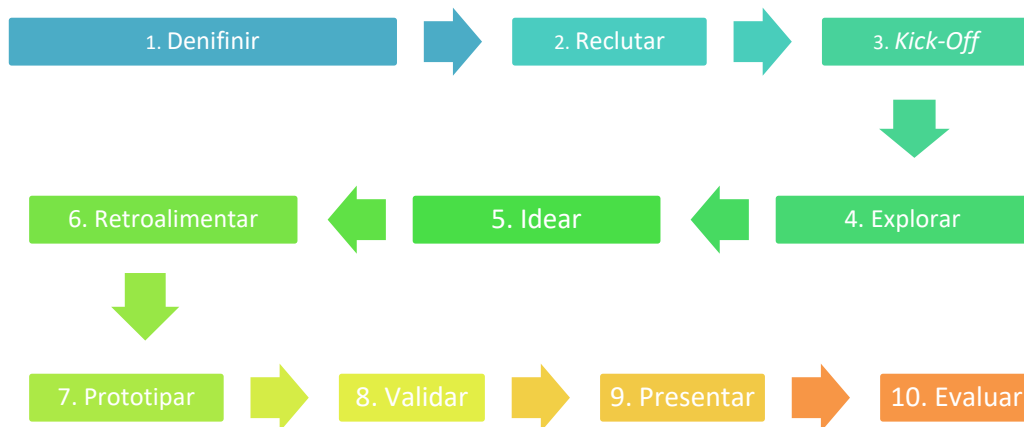 1. Denifinir
2. Reclutar
3. Kick-Off
4. Explorar
5. Idear
6. Retroalimentar
7. Prototipar
8. Validar
9. Presentar
10. Evaluar